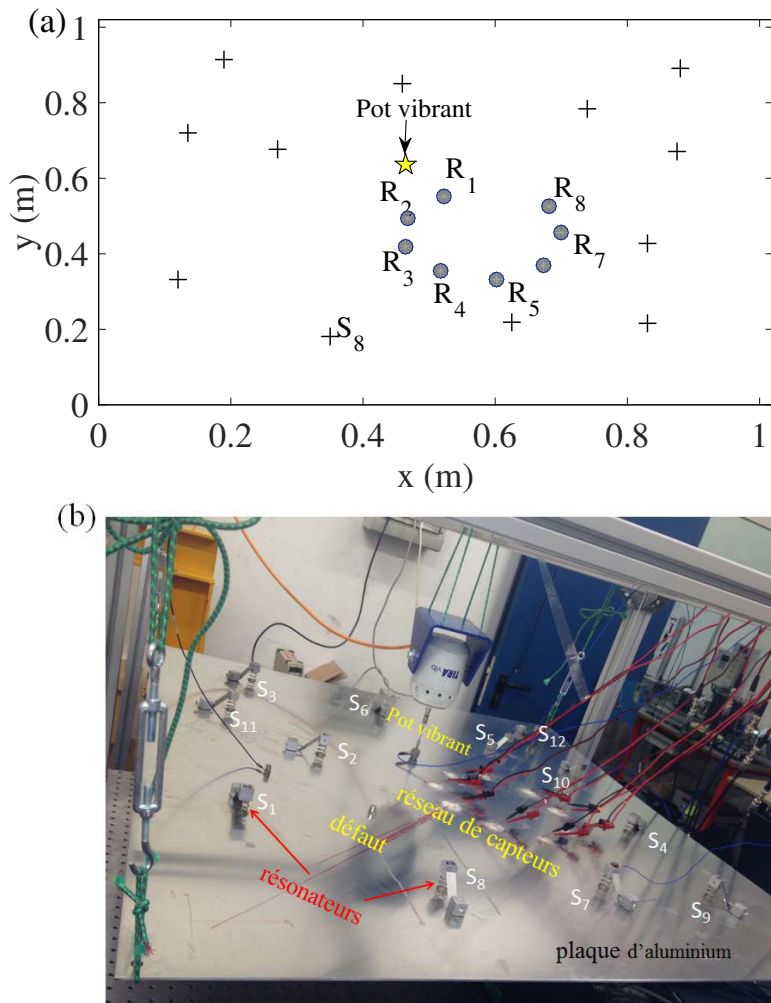 (a)
1
0.8
0.6
0.4
0.2
0
y (m)
Pot vibrant
R1
R2
R8
R3
R7
R4
R5
S8
0 0.2 0.4 0.6 0.8 1
x (m)
(b)
TIRA vib
S3
S11
S6
Pot vibrant
S5
S12
S2
S10
S1
réseau de capteurs
défaut
S4
résonateurs
S8
S7
S9
plaque d'aluminium